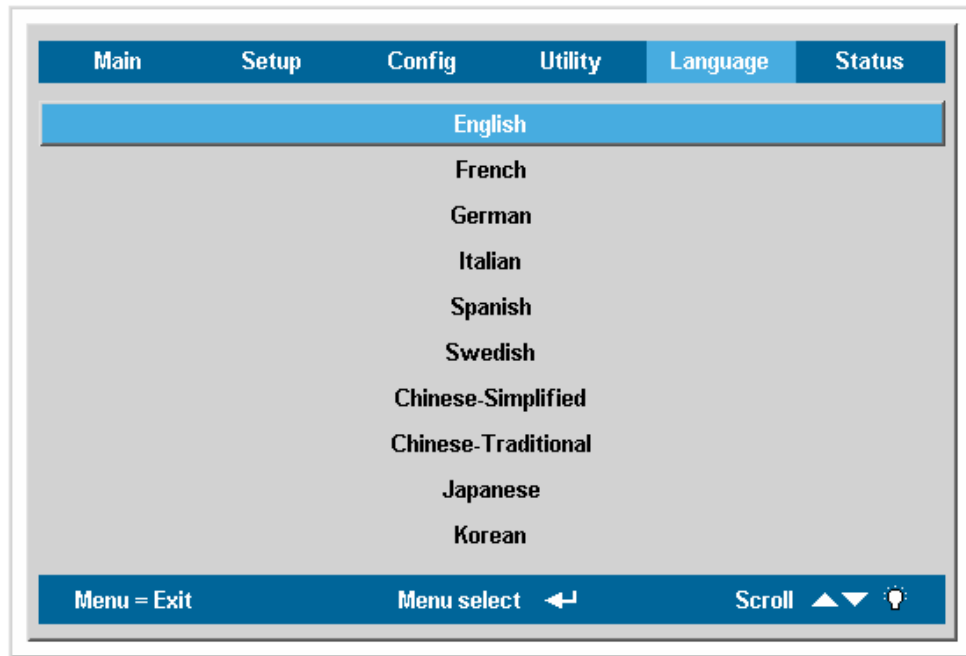 Main Setup Config Utility Language Status
English
French
German
Italian
Spanish
Swedish
Chinese-Simplified
Chinese-Traditional
Japanese
Korean
Menu = Exit Menu select Scroll